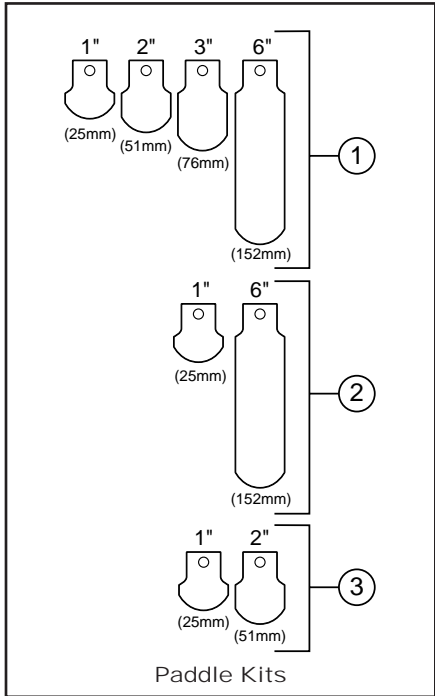 1" 2" 3" 6"
(25mm) (51mm) (76mm) (152mm)
1
1" 6"
(25mm) (152mm)
2
1" 2"
(25mm) (51mm)
3
Paddle Kits